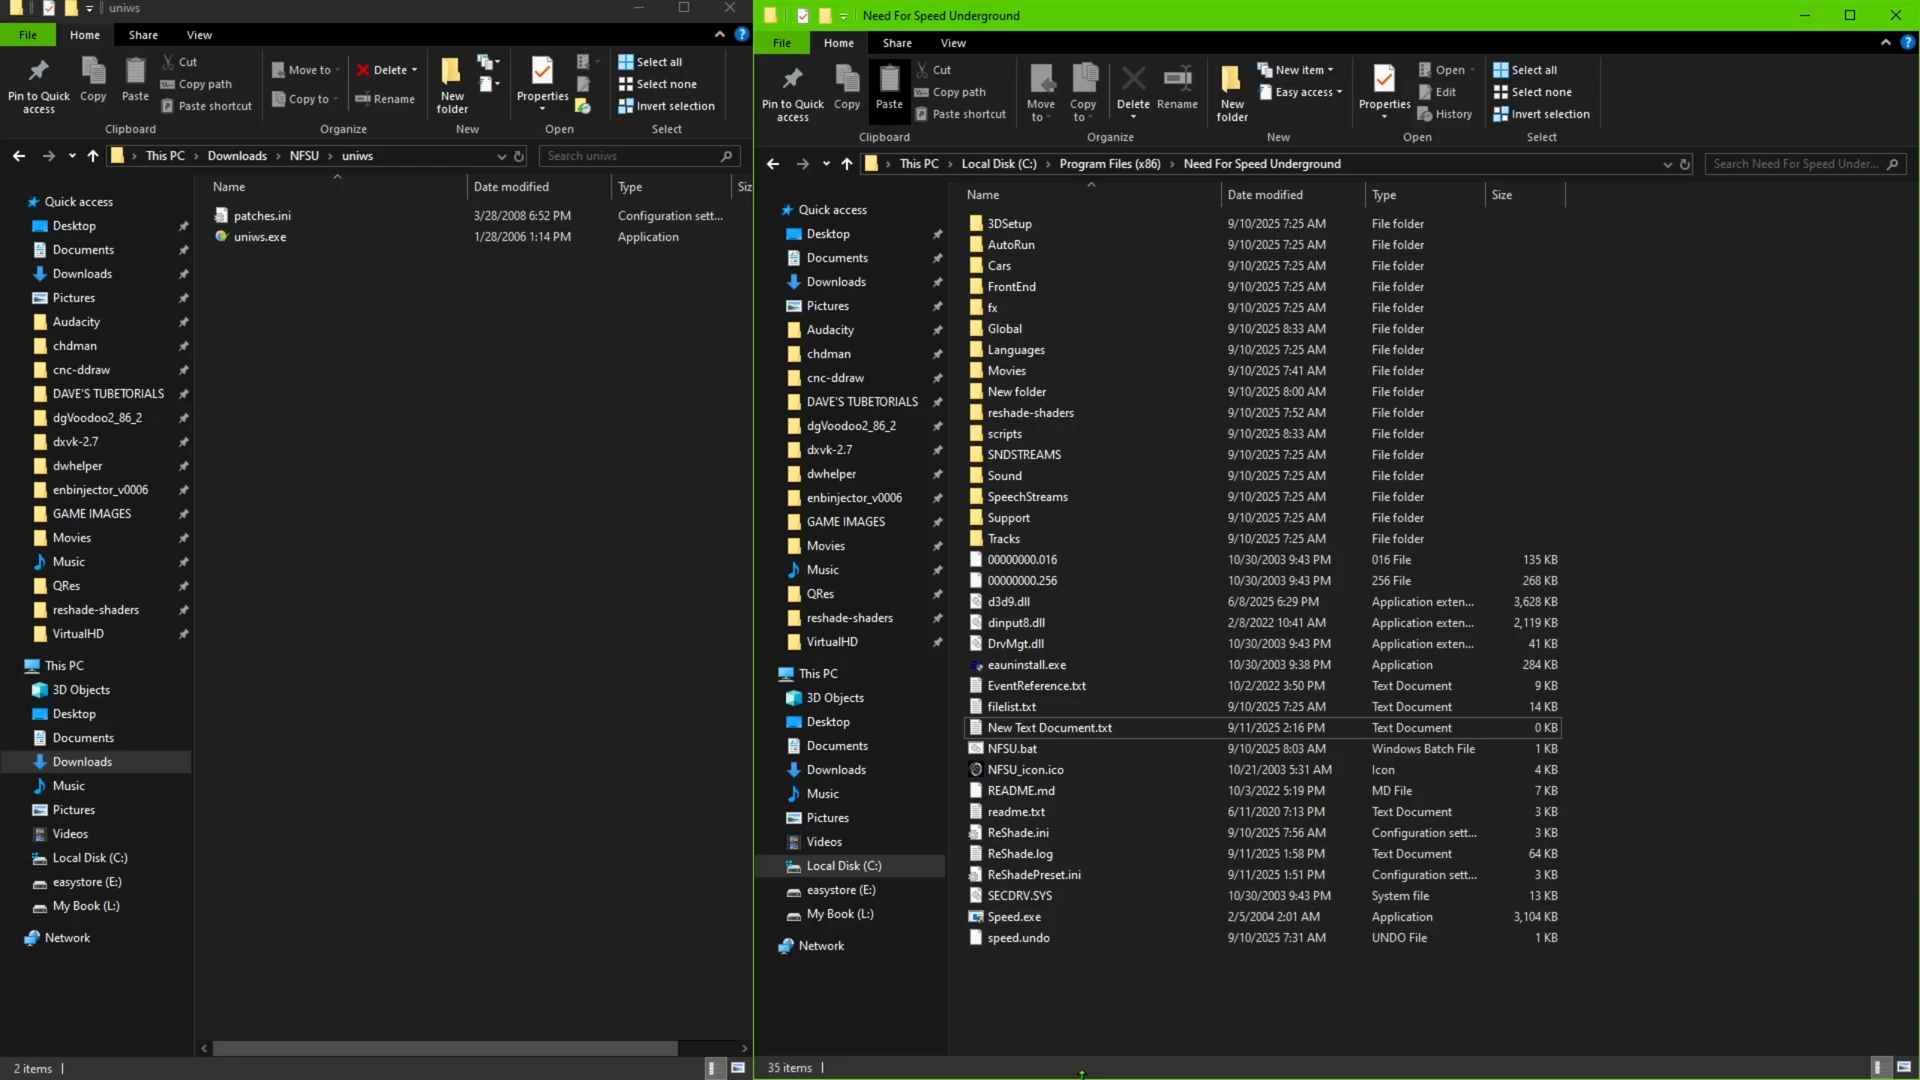 uniws
File Home Share View
Pin to Quick access
Copy
Paste
Cut
Copy path
Paste shortcut
Clipboard
Move to
Copy to
Delete
Rename
Organize
New folder
New
Properties
Open
Select all
Select none
Invert selection
Select
This PC > Downloads > NFSU > uniws
Search uniws
Name Date modified Type Siz
patches.ini 3/28/2008 6:52 PM Configuration sett...
uniws.exe 1/28/2006 1:14 PM Application
Quick access
Desktop
Documents
Downloads
Pictures
Audacity
chdman
cnc-ddraw
DAVE'S TUBETORIALS
dgVoodoo2_86_2
dxvk-2.7
dwhelper
enbinjector_v0006
GAME IMAGES
Movies
Music
QRes
reshade-shaders
VirtualHD
This PC
3D Objects
Desktop
Documents
Downloads
Music
Pictures
Videos
Local Disk (C:)
easystore (E:)
My Book (L:)
Network
2 items
Need For Speed Underground
File Home Share View
Pin to Quick access
Copy
Paste
Cut
Copy path
Paste shortcut
Clipboard
Move to
Copy to
Delete
Rename
Organize
New folder
New item
Easy access
New
Properties
Open
Edit
History
Open
Select all
Select none
Invert selection
Select
This PC > Local Disk (C:) > Program Files (x86) > Need For Speed Underground
Search Need For Speed Under...
Name Date modified Type Size
Quick access
Desktop
Documents
Downloads
Pictures
Audacity
chdman
cnc-ddraw
DAVE'S TUBETORIALS
dgVoodoo2_86_2
dxvk-2.7
dwhelper
enbinjector_v0006
GAME IMAGES
Movies
Music
QRes
reshade-shaders
VirtualHD
This PC
3D Objects
Desktop
Documents
Downloads
Music
Pictures
Videos
Local Disk (C:)
easystore (E:)
My Book (L:)
Network
3DSetup 9/10/2025 7:25 AM File folder
AutoRun 9/10/2025 7:25 AM File folder
Cars 9/10/2025 7:25 AM File folder
FrontEnd 9/10/2025 7:25 AM File folder
fx 9/10/2025 7:25 AM File folder
Global 9/10/2025 8:33 AM File folder
Languages 9/10/2025 7:25 AM File folder
Movies 9/10/2025 7:41 AM File folder
New folder 9/10/2025 8:00 AM File folder
reshade-shaders 9/10/2025 7:52 AM File folder
scripts 9/10/2025 8:33 AM File folder
SNDSTREAMS 9/10/2025 7:25 AM File folder
Sound 9/10/2025 7:25 AM File folder
SpeechStreams 9/10/2025 7:25 AM File folder
Support 9/10/2025 7:25 AM File folder
Tracks 9/10/2025 7:25 AM File folder
00000000.016 10/30/2003 9:43 PM 016 File 135 KB
00000000.256 10/30/2003 9:43 PM 256 File 268 KB
d3d9.dll 6/8/2025 6:29 PM Application exten... 3,628 KB
dinput8.dll 2/8/2022 10:41 AM Application exten... 2,119 KB
DrvMgt.dll 10/30/2003 9:43 PM Application exten... 41 KB
eauninstall.exe 10/30/2003 9:38 PM Application 284 KB
EventReference.txt 10/2/2022 3:50 PM Text Document 9 KB
filelist.txt 9/10/2025 7:25 AM Text Document 14 KB
New Text Document.txt 9/11/2025 2:16 PM Text Document 0 KB
NFSU.bat 9/10/2025 8:03 AM Windows Batch File 1 KB
NFSU_icon.ico 10/21/2003 5:31 AM Icon 4 KB
README.md 10/3/2022 5:19 PM MD File 7 KB
readme.txt 6/11/2020 7:13 PM Text Document 3 KB
ReShade.ini 9/10/2025 7:56 AM Configuration sett... 3 KB
ReShade.log 9/11/2025 1:58 PM Text Document 64 KB
ReShadePreset.ini 9/11/2025 1:51 PM Configuration sett... 3 KB
SECDRV.SYS 10/30/2003 9:43 PM System file 13 KB
Speed.exe 2/5/2004 2:01 AM Application 3,104 KB
speed.undo 9/10/2025 7:31 AM UNDO File 1 KB
35 items